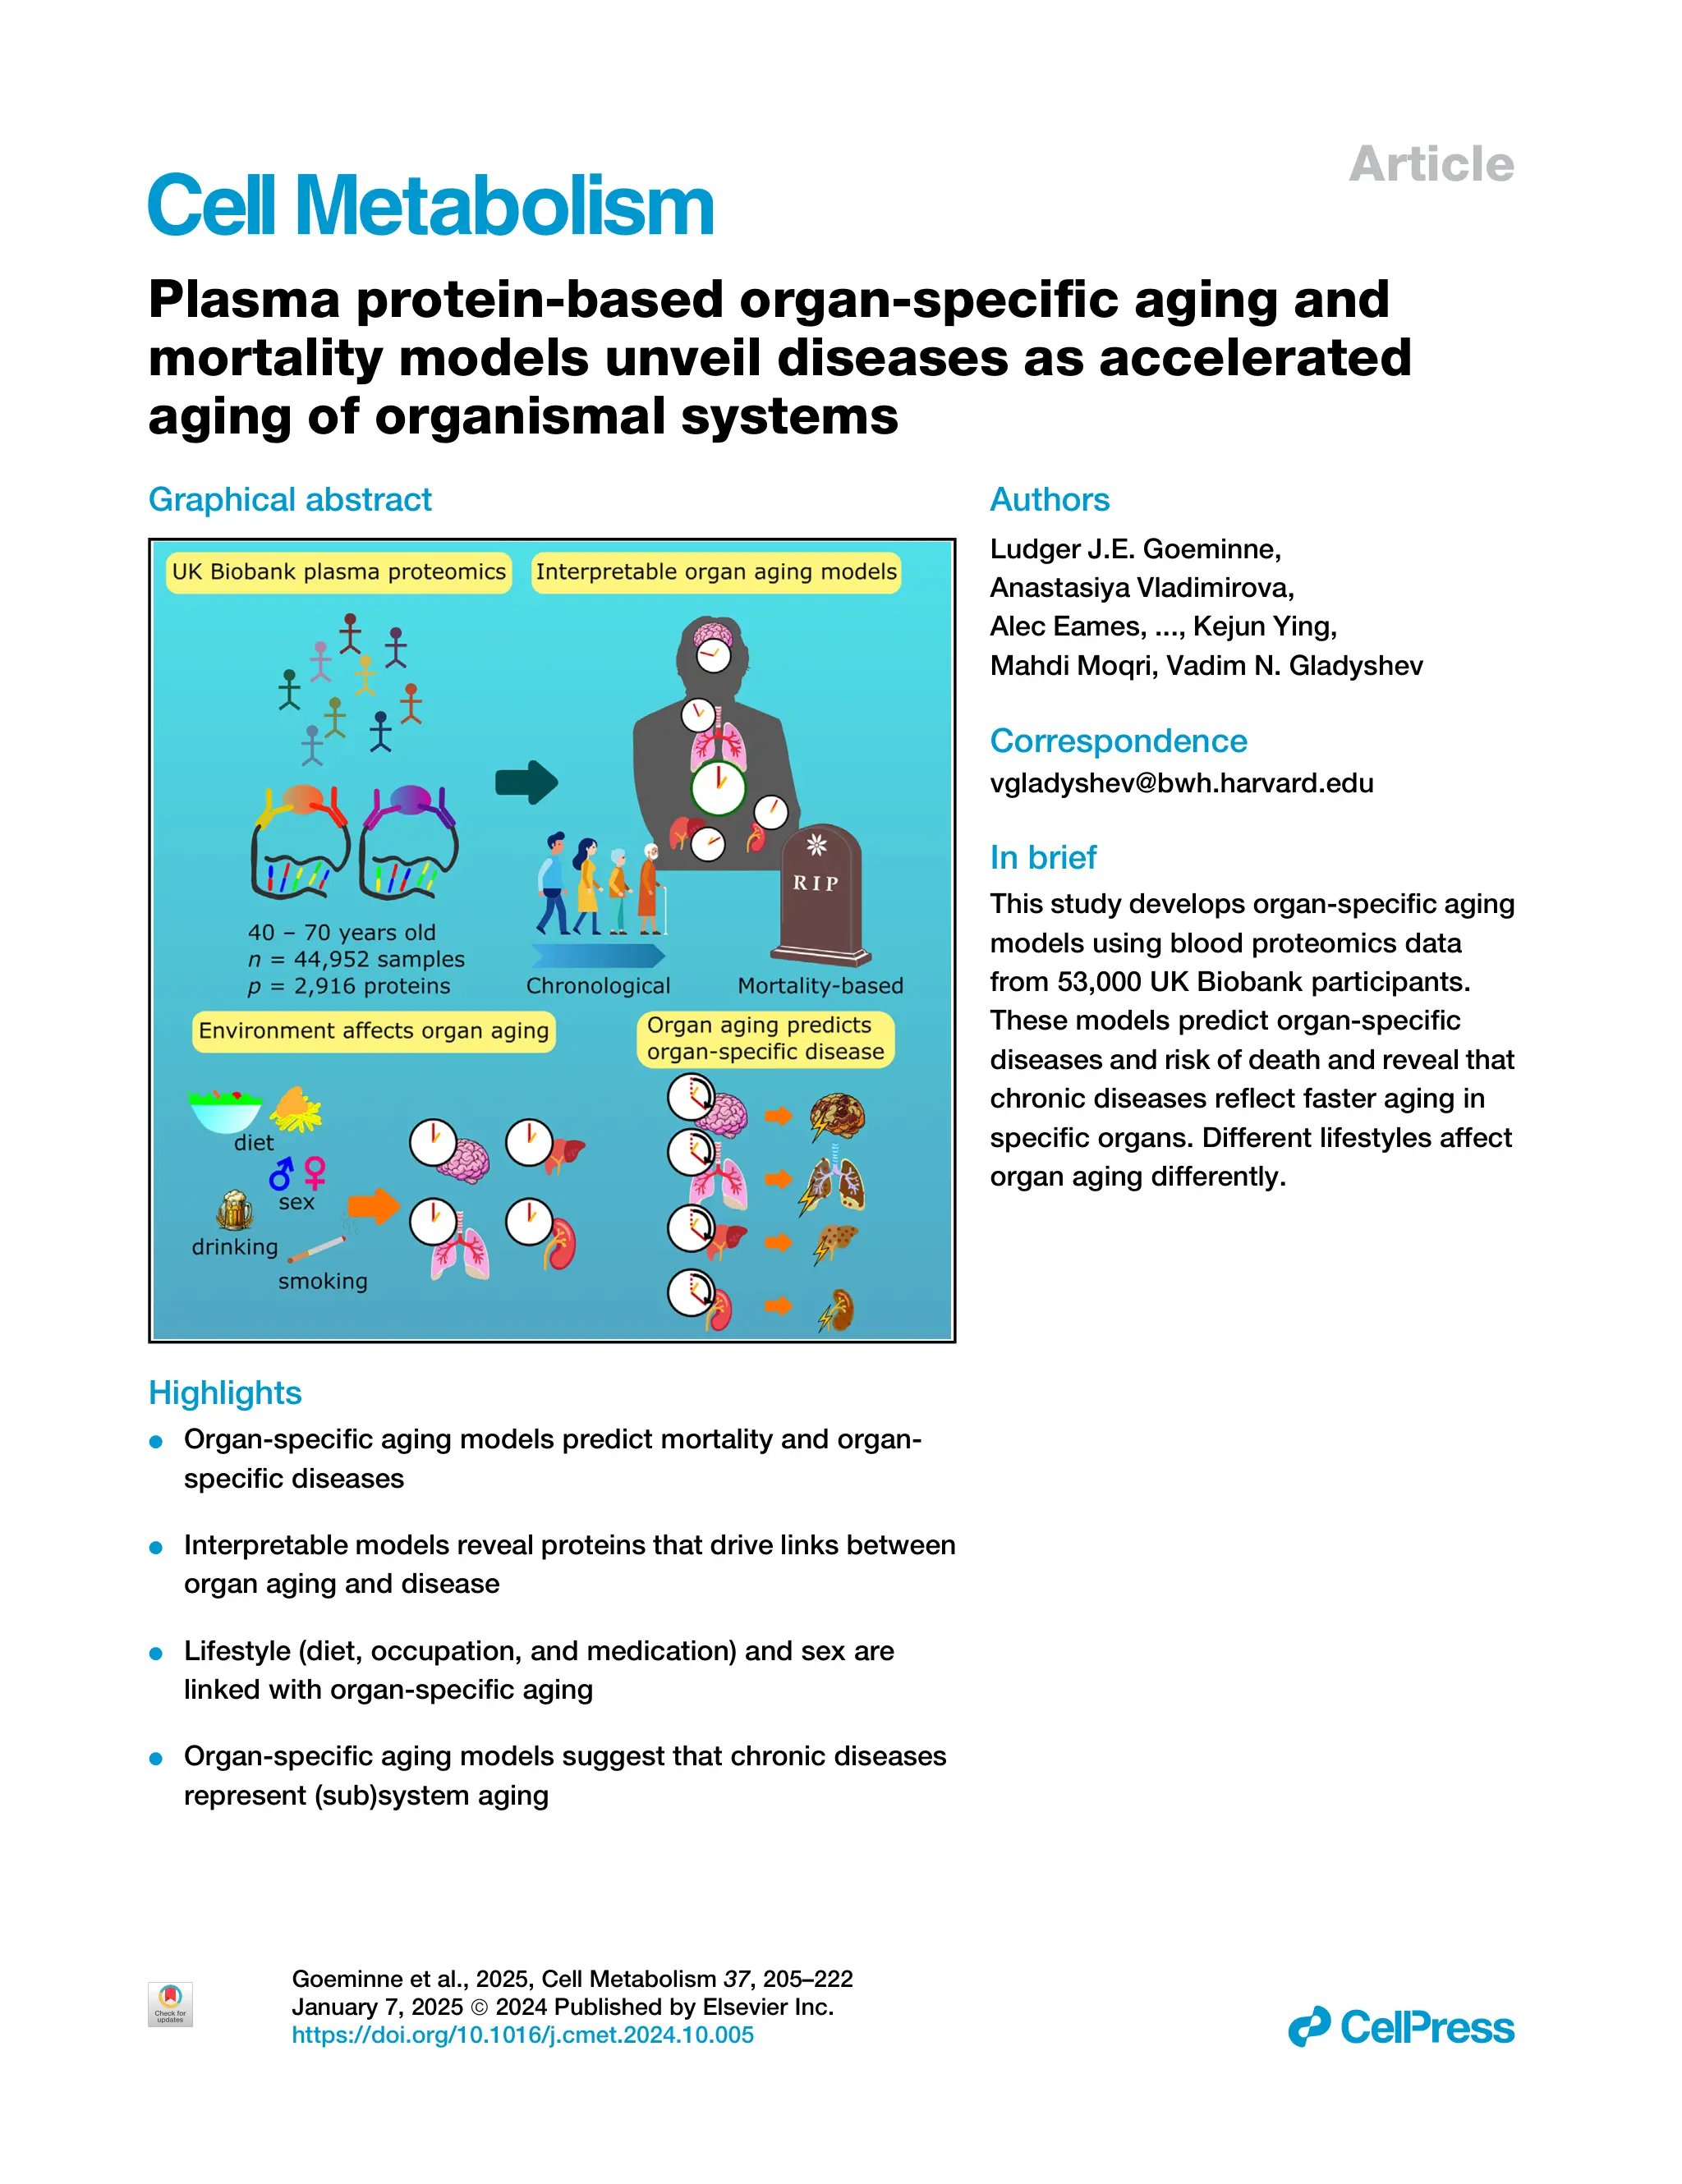 Article
Cell Metabolism
Plasma protein-based organ-specific aging and
mortality models unveil diseases as accelerated
aging of organismal systems
Graphical abstract
UK Biobank plasma proteomics
Interpretable organ aging models
RIP
40 – 70 years old
n = 44,952 samples
p = 2,916 proteins
Chronological
Mortality-based
Environment affects organ aging
Organ aging predicts
organ-specific disease
diet
sex
drinking
smoking
Authors
Ludger J.E. Goeminne,
Anastasiya Vladimirova,
Alec Eames, ..., Kejun Ying,
Mahdi Moqri, Vadim N. Gladyshev
Correspondence
vgladyshev@bwh.harvard.edu
In brief
This study develops organ-specific aging
models using blood proteomics data
from 53,000 UK Biobank participants.
These models predict organ-specific
diseases and risk of death and reveal that
chronic diseases reflect faster aging in
specific organs. Different lifestyles affect
organ aging differently.
Highlights
● Organ-specific aging models predict mortality and organ-
specific diseases
● Interpretable models reveal proteins that drive links between
organ aging and disease
● Lifestyle (diet, occupation, and medication) and sex are
linked with organ-specific aging
● Organ-specific aging models suggest that chronic diseases
represent (sub)system aging
Check for
updates
Goeminne et al., 2025, Cell Metabolism 37, 205–222
January 7, 2025 © 2024 Published by Elsevier Inc.
https://doi.org/10.1016/j.cmet.2024.10.005
CellPress